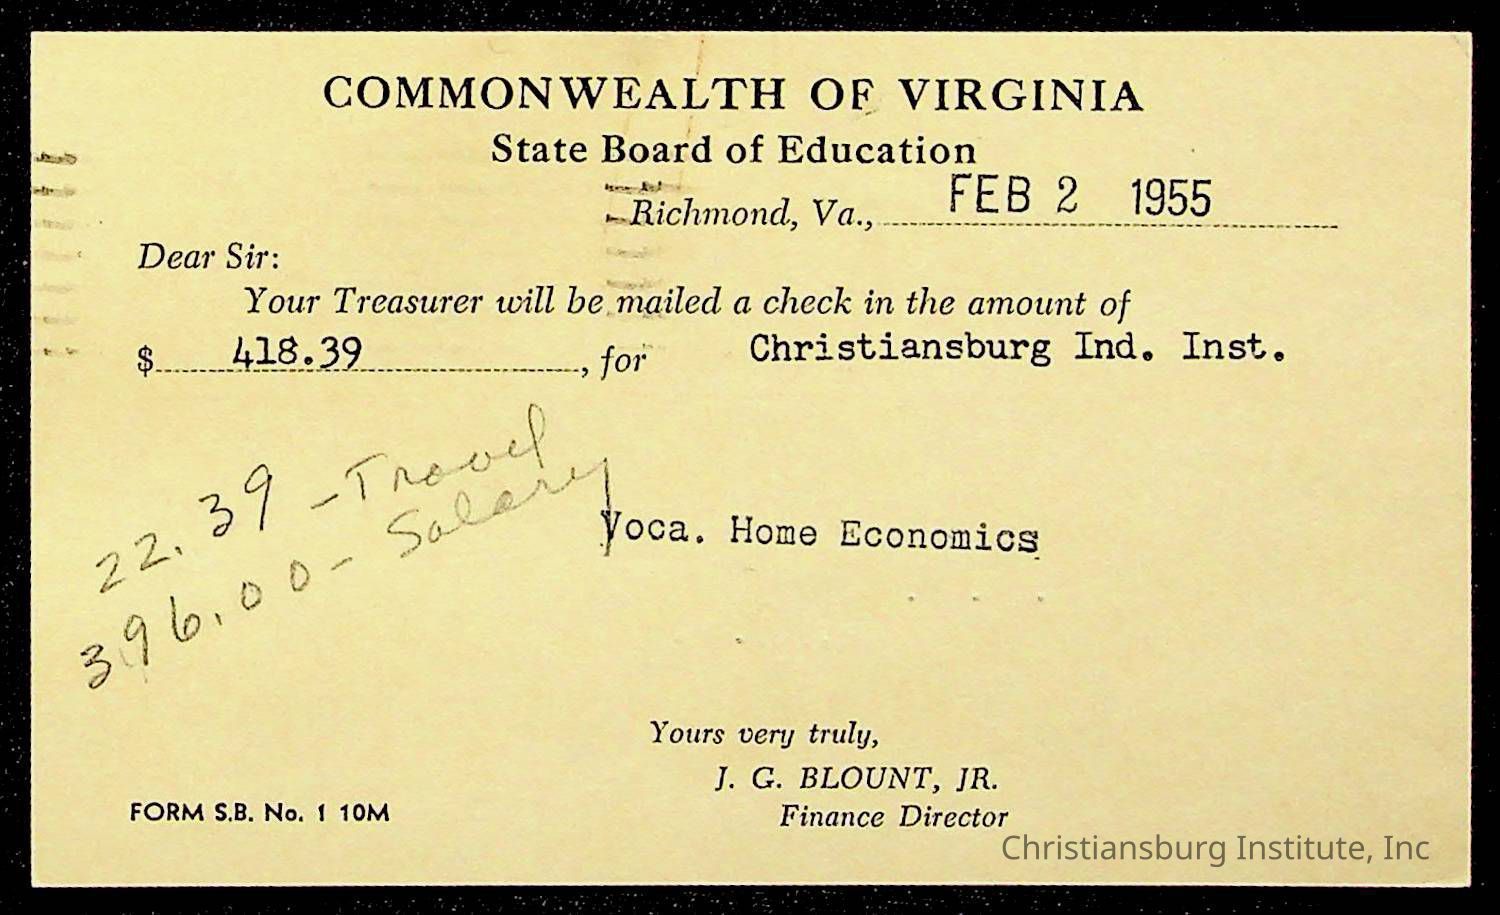 COMMONWEALTH OF VIRGINIA
State Board of Education
Richmond, Va., FEB 2 1955
Dear Sir:
Your Treasurer will be mailed a check in the amount of
$ 418.39 , for Christiansburg Ind. Inst.
22.39 - Travel
396.00 - Salary
Voca. Home Economics
Yours very truly,
J. G. BLOUNT, JR.
FORM S.B. No. 1 10M Finance Director
Christiansburg Institute, Inc